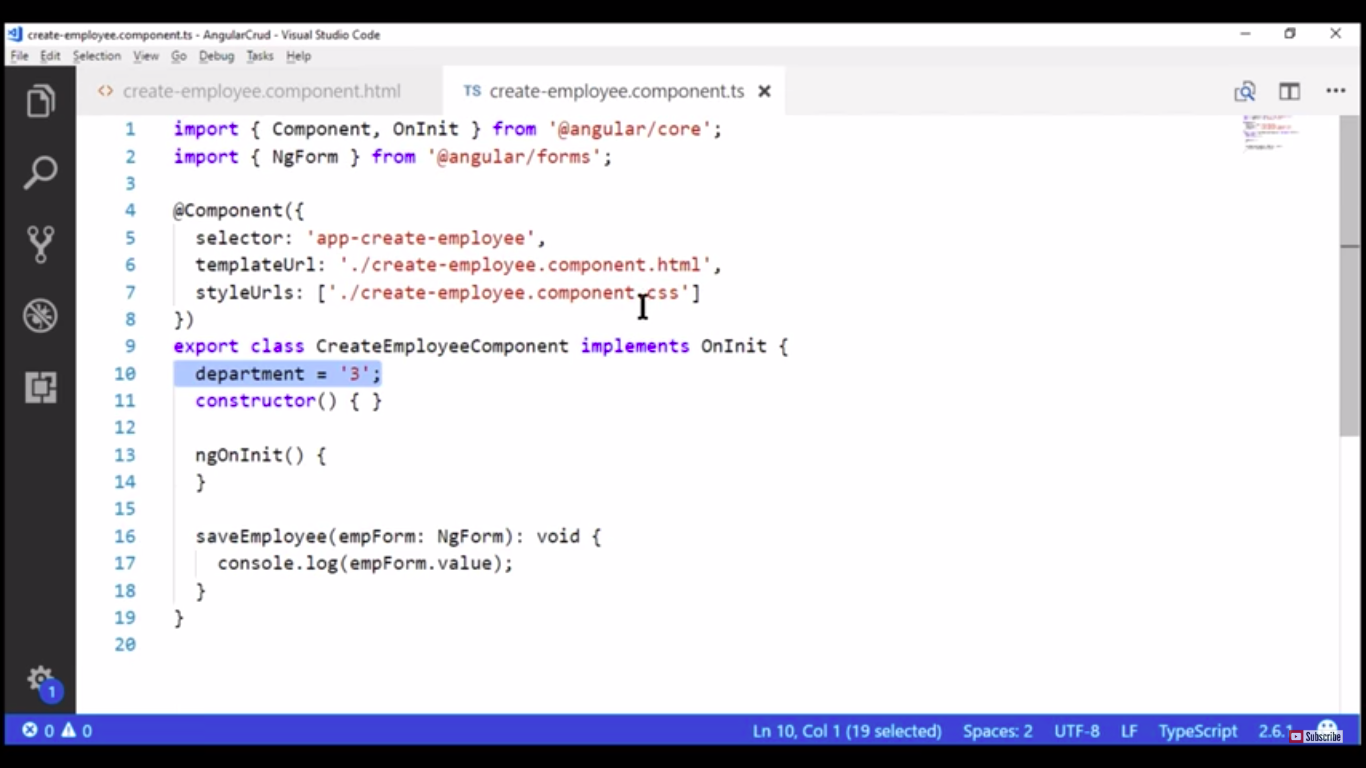 create-employee.component.ts - AngularCrud - Visual Studio Code
File Edit Selection View Go Debug Tasks Help
<> create-employee.component.html TS create-employee.component.ts
1 import { Component, OnInit } from '@angular/core';
2 import { NgForm } from '@angular/forms';
3
4 @Component({
5   selector: 'app-create-employee',
6   templateUrl: './create-employee.component.html',
7   styleUrls: ['./create-employee.component.css']
8 })
9 export class CreateEmployeeComponent implements OnInit {
10   department = '3';
11   constructor() { }
12
13   ngOnInit() {
14   }
15
16   saveEmployee(empForm: NgForm): void {
17     console.log(empForm.value);
18   }
19 }
20
1
0 0 Ln 10, Col 1 (19 selected) Spaces: 2 UTF-8 LF TypeScript 2.6.
Subscribe